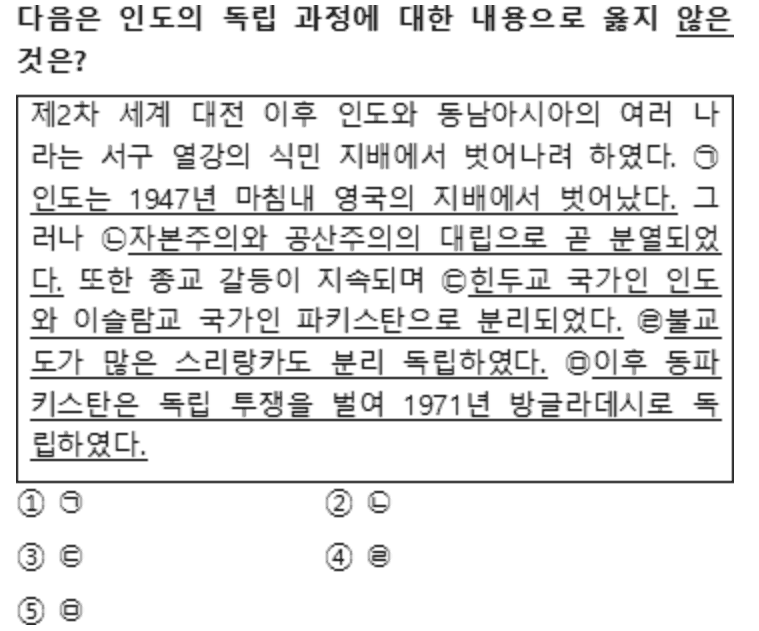 다음은 인도의 독립 과정에 대한 내용으로 옳지 않은
것은?
제2차 세계 대전 이후 인도와 동남아시아의 여러 나
라는 서구 열강의 식민 지배에서 벗어나려 하였다. ㉠
인도는 1947년 마침내 영국의 지배에서 벗어났다. 그
러나 ㉡자본주의와 공산주의의 대립으로 곧 분열되었
다. 또한 종교 갈등이 지속되며 ㉢힌두교 국가인 인도
와 이슬람교 국가인 파키스탄으로 분리되었다. ㉣불교
도가 많은 스리랑카도 분리 독립하였다. ㉤이후 동파
키스탄은 독립 투쟁을 벌여 1971년 방글라데시로 독
립하였다.
① ㉠ ② ㉡
③ ㉢ ④ ㉣
⑤ ㉤